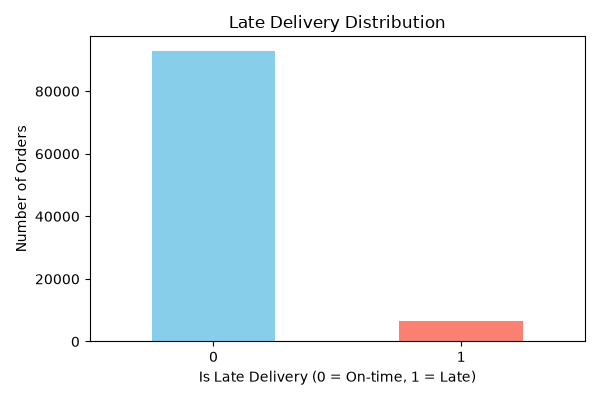 Late Delivery Distribution
Number of Orders
80000
60000
40000
20000
0
0 1
Is Late Delivery (0 = On-time, 1 = Late)